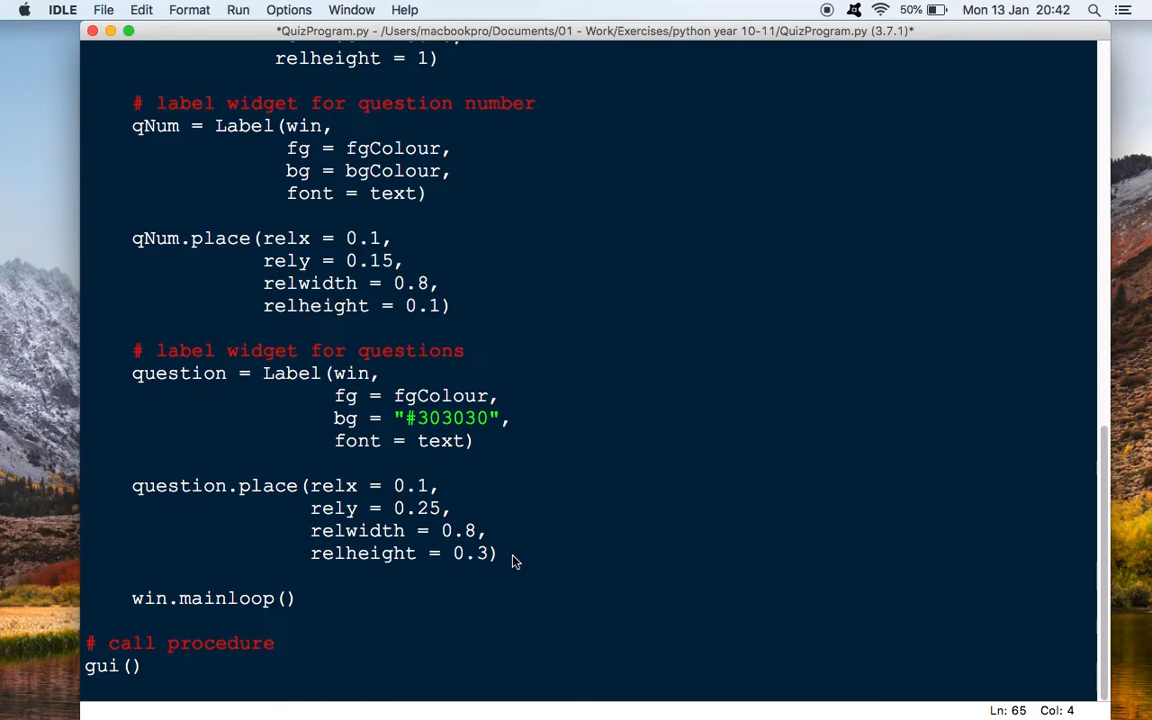 IDLE File Edit Format Run Options Window Help 50% Mon 13 Jan 20:42
*QuizProgram.py - /Users/macbookpro/Documents/01 - Work/Exercises/python year 10-11/QuizProgram.py (3.7.1)*
relheight = 1)
# label widget for question number
qNum = Label(win,
fg = fgColour,
bg = bgColour,
font = text)
qNum.place(relx = 0.1,
rely = 0.15,
relwidth = 0.8,
relheight = 0.1)
# label widget for questions
question = Label(win,
fg = fgColour,
bg = "#303030",
font = text)
question.place(relx = 0.1,
rely = 0.25,
relwidth = 0.8,
relheight = 0.3)
win.mainloop()
# call procedure
gui()
Ln: 65 Col: 4